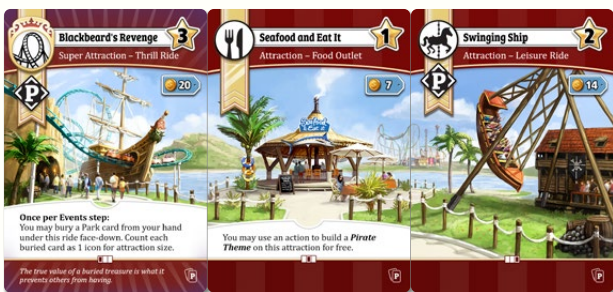 Blackbeard's Revenge
3
Super Attraction – Thrill Ride
P
20
Once per Events step:
You may bury a Park card from your hand
under this ride face-down. Count each
buried card as 1 icon for attraction size.
The true value of a buried treasure is what it
prevents others from having.
P
Seafood and Eat It
1
Attraction – Food Outlet
7
You may use an action to build a Pirate
Theme on this attraction for free.
P
Swinging Ship
2
Attraction – Leisure Ride
P
14
P